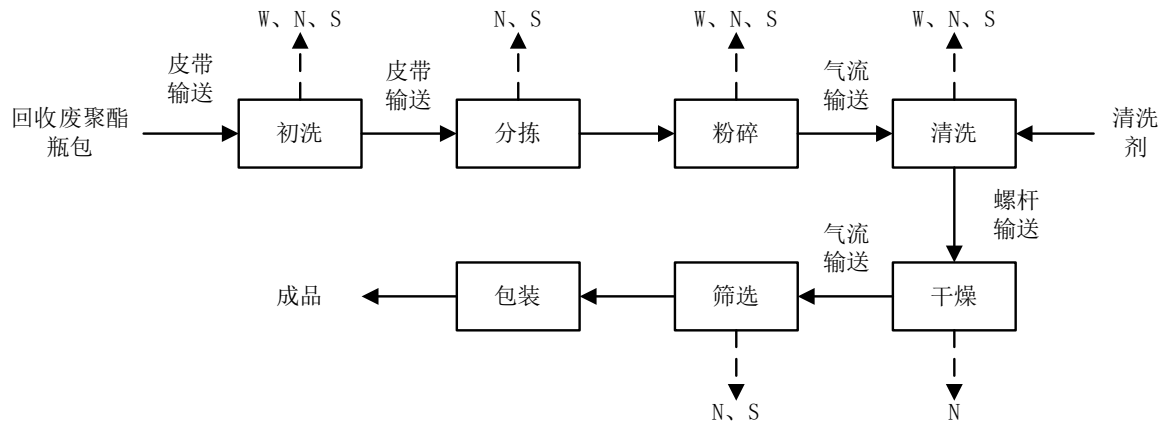 W、N、S
N、S
W、N、S
W、N、S
皮带
输送
皮带
输送
气流
输送
回收废聚酯
瓶包
初洗
分拣
粉碎
清洗
清洗
剂
螺杆
输送
气流
输送
成品
包装
筛选
干燥
N、S
N